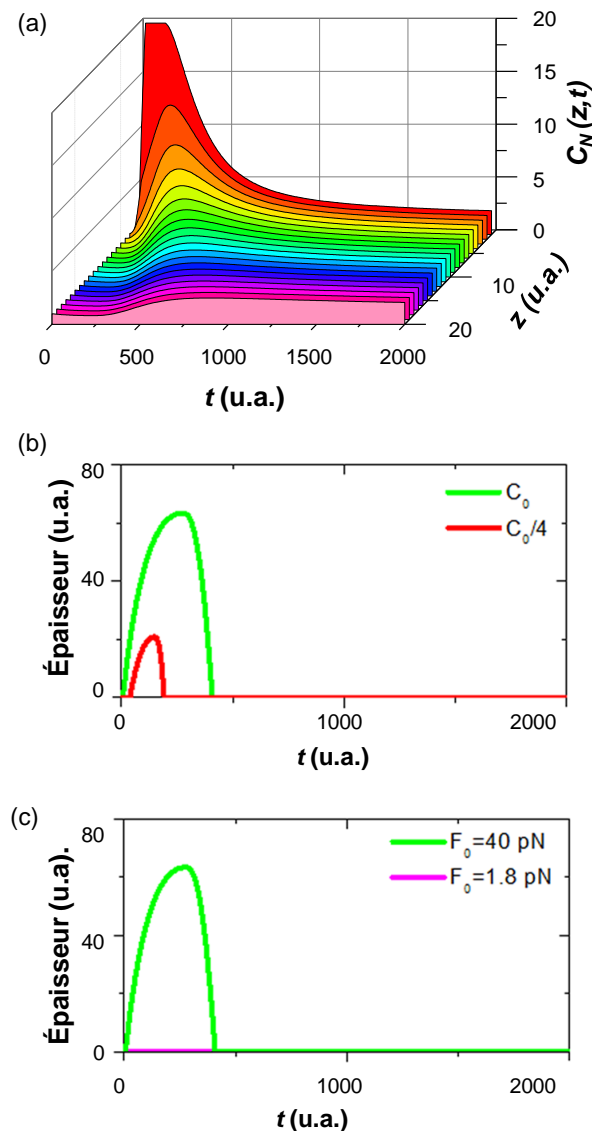 (a)
20
15
10
5
0
C_N (z,t)
10
20
z (u.a.)
0
500
1000
1500
2000
t (u.a.)
(b)
80
40
0
Épaisseur (u.a.)
C₀
C₀/4
0
1000
2000
t (u.a.)
(c)
80
40
0
Épaisseur (u.a).
F₀=40 pN
F₀=1.8 pN
0
1000
2000
t (u.a.)